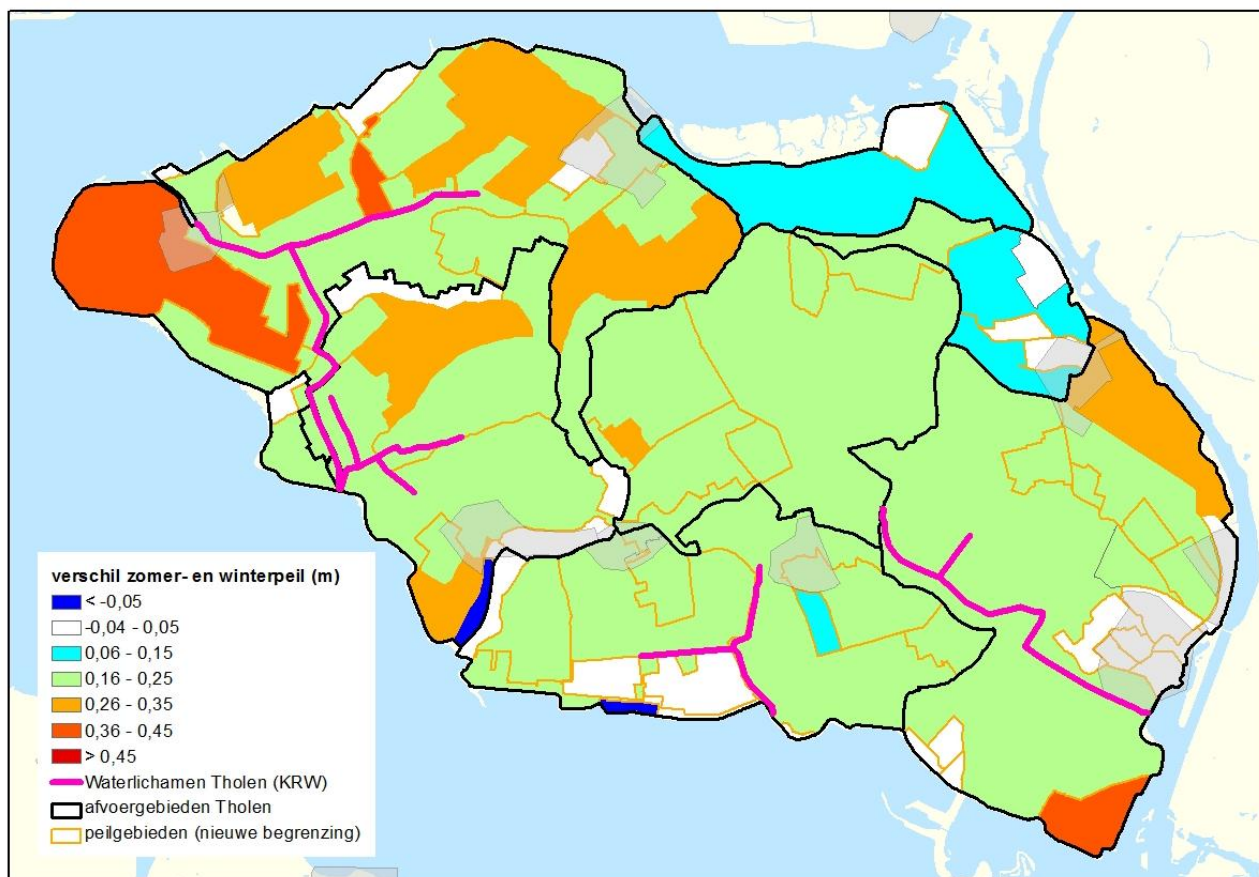 verschil zomer- en winterpeil (m)
< -0,05
-0,04 - 0,05
0,06 - 0,15
0,16 - 0,25
0,26 - 0,35
0,36 - 0,45
> 0,45
Waterlichamen Tholen (KRW)
afvoergebieden Tholen
peilgebieden (nieuwe begrenzing)